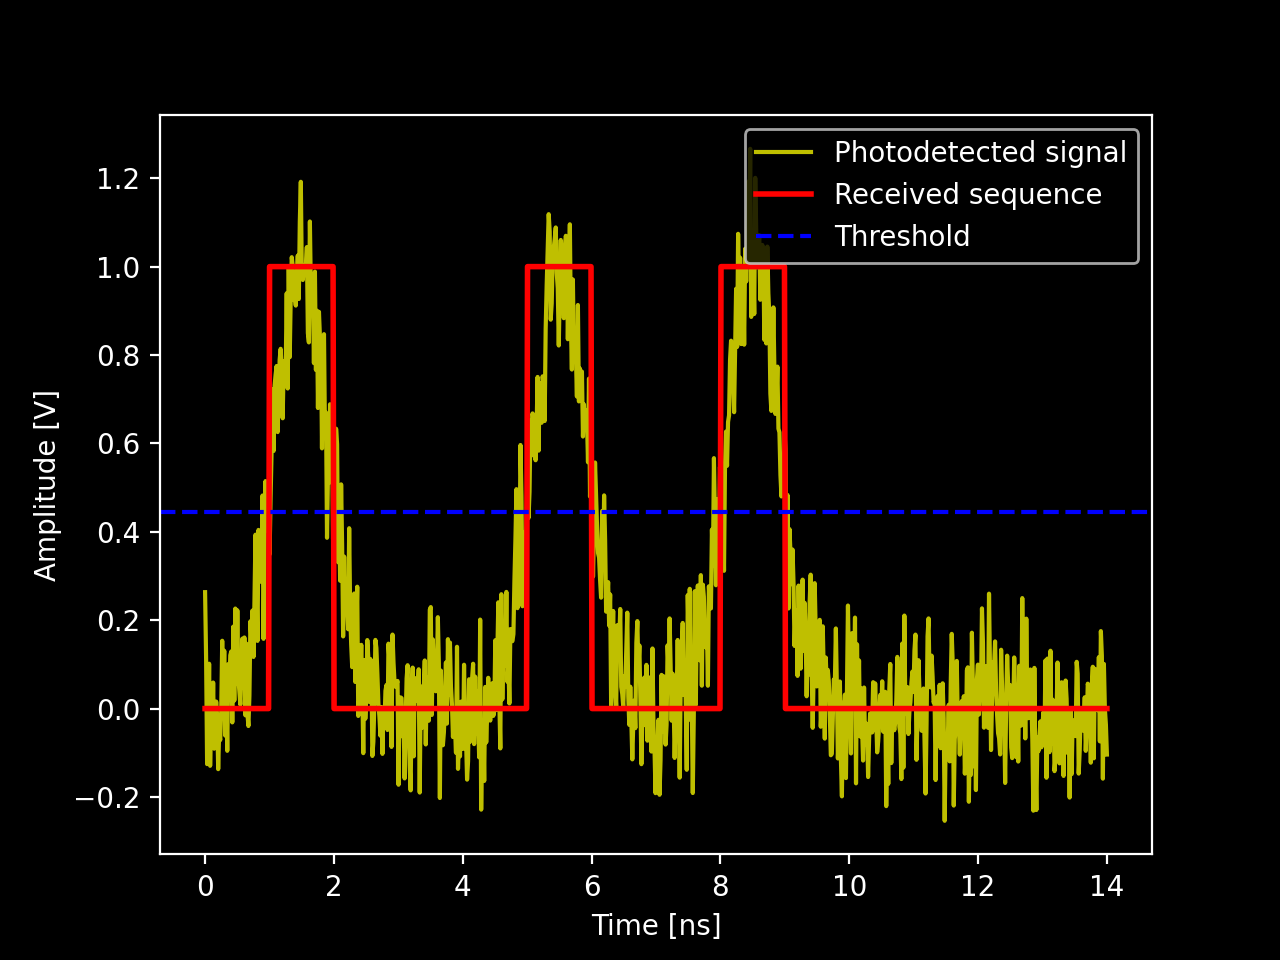 Photodetected signal
Received sequence
Threshold
1.2
1.0
0.8
0.6
0.4
0.2
0.0
−0.2
Amplitude [V]
0 2 4 6 8 10 12 14
Time [ns]